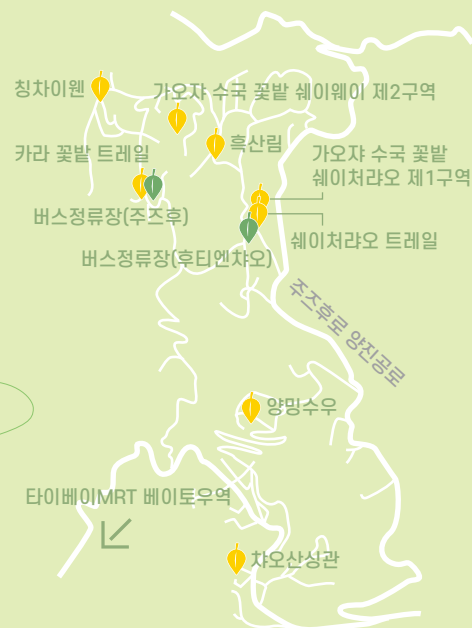 칭차이웬
가오쟈 수국 꽃밭 쉐이웨이 제2구역
흑산림
카라 꽃밭 트레일
가오쟈 수국 꽃밭
쉐이처랴오 제1구역
버스정류장(주즈후)
쉐이처랴오 트레일
버스정류장(후티엔챠오)
주즈후로 양진공로
양밍수우
타이베이MRT 베이토우역
챠오산싱관